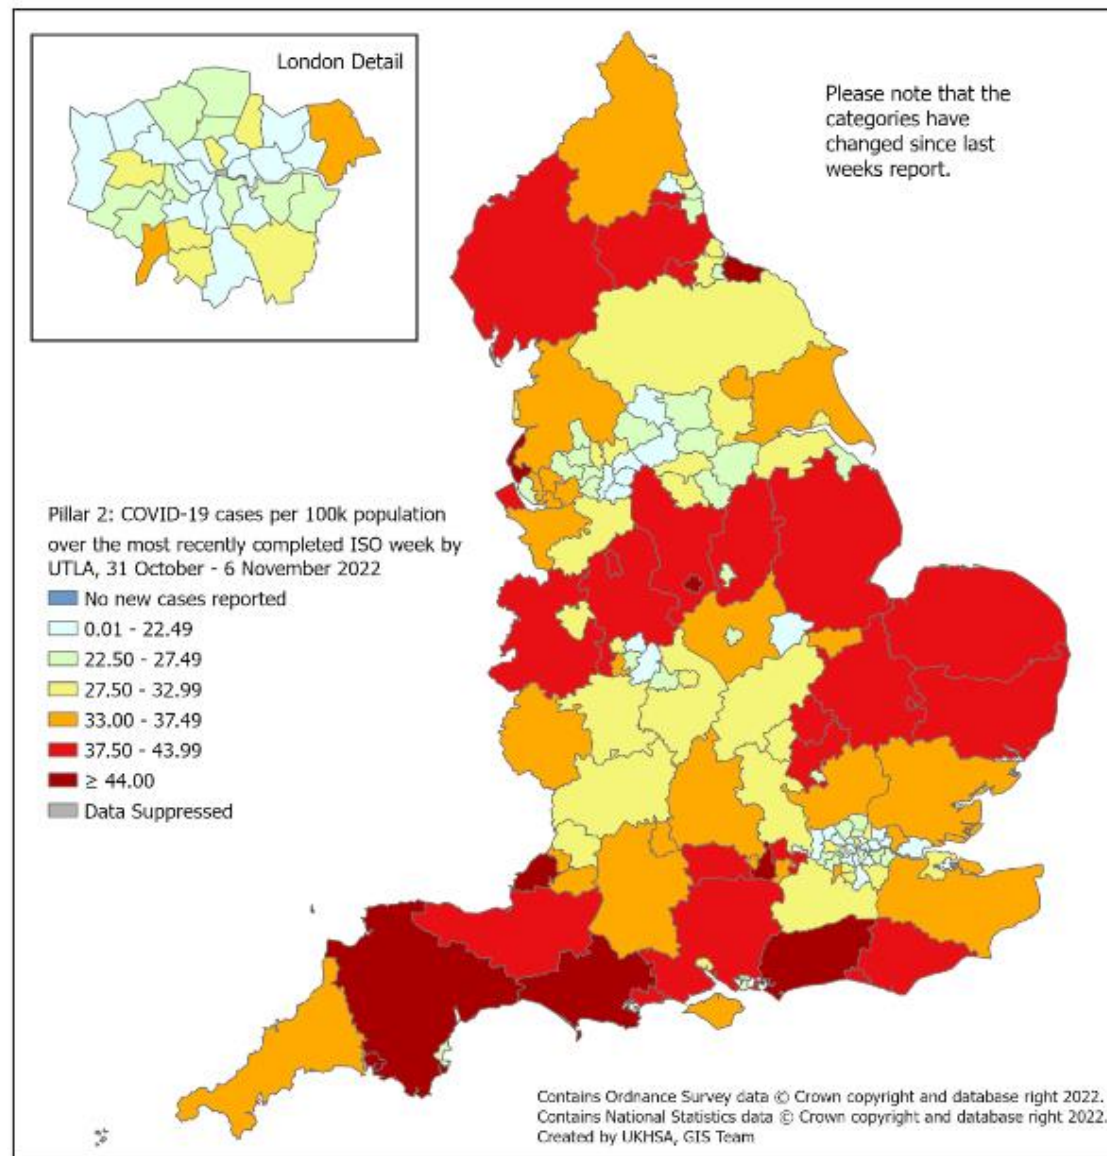 London Detail
Please note that the
categories have
changed since last
weeks report.
Pillar 2: COVID-19 cases per 100k population
over the most recently completed ISO week by
UTLA, 31 October - 6 November 2022
No new cases reported
0.01 - 22.49
22.50 - 27.49
27.50 - 32.99
33.00 - 37.49
37.50 - 43.99
≥ 44.00
Data Suppressed
Contains Ordnance Survey data © Crown copyright and database right 2022.
Contains National Statistics data © Crown copyright and database right 2022.
Created by UKHSA, GIS Team